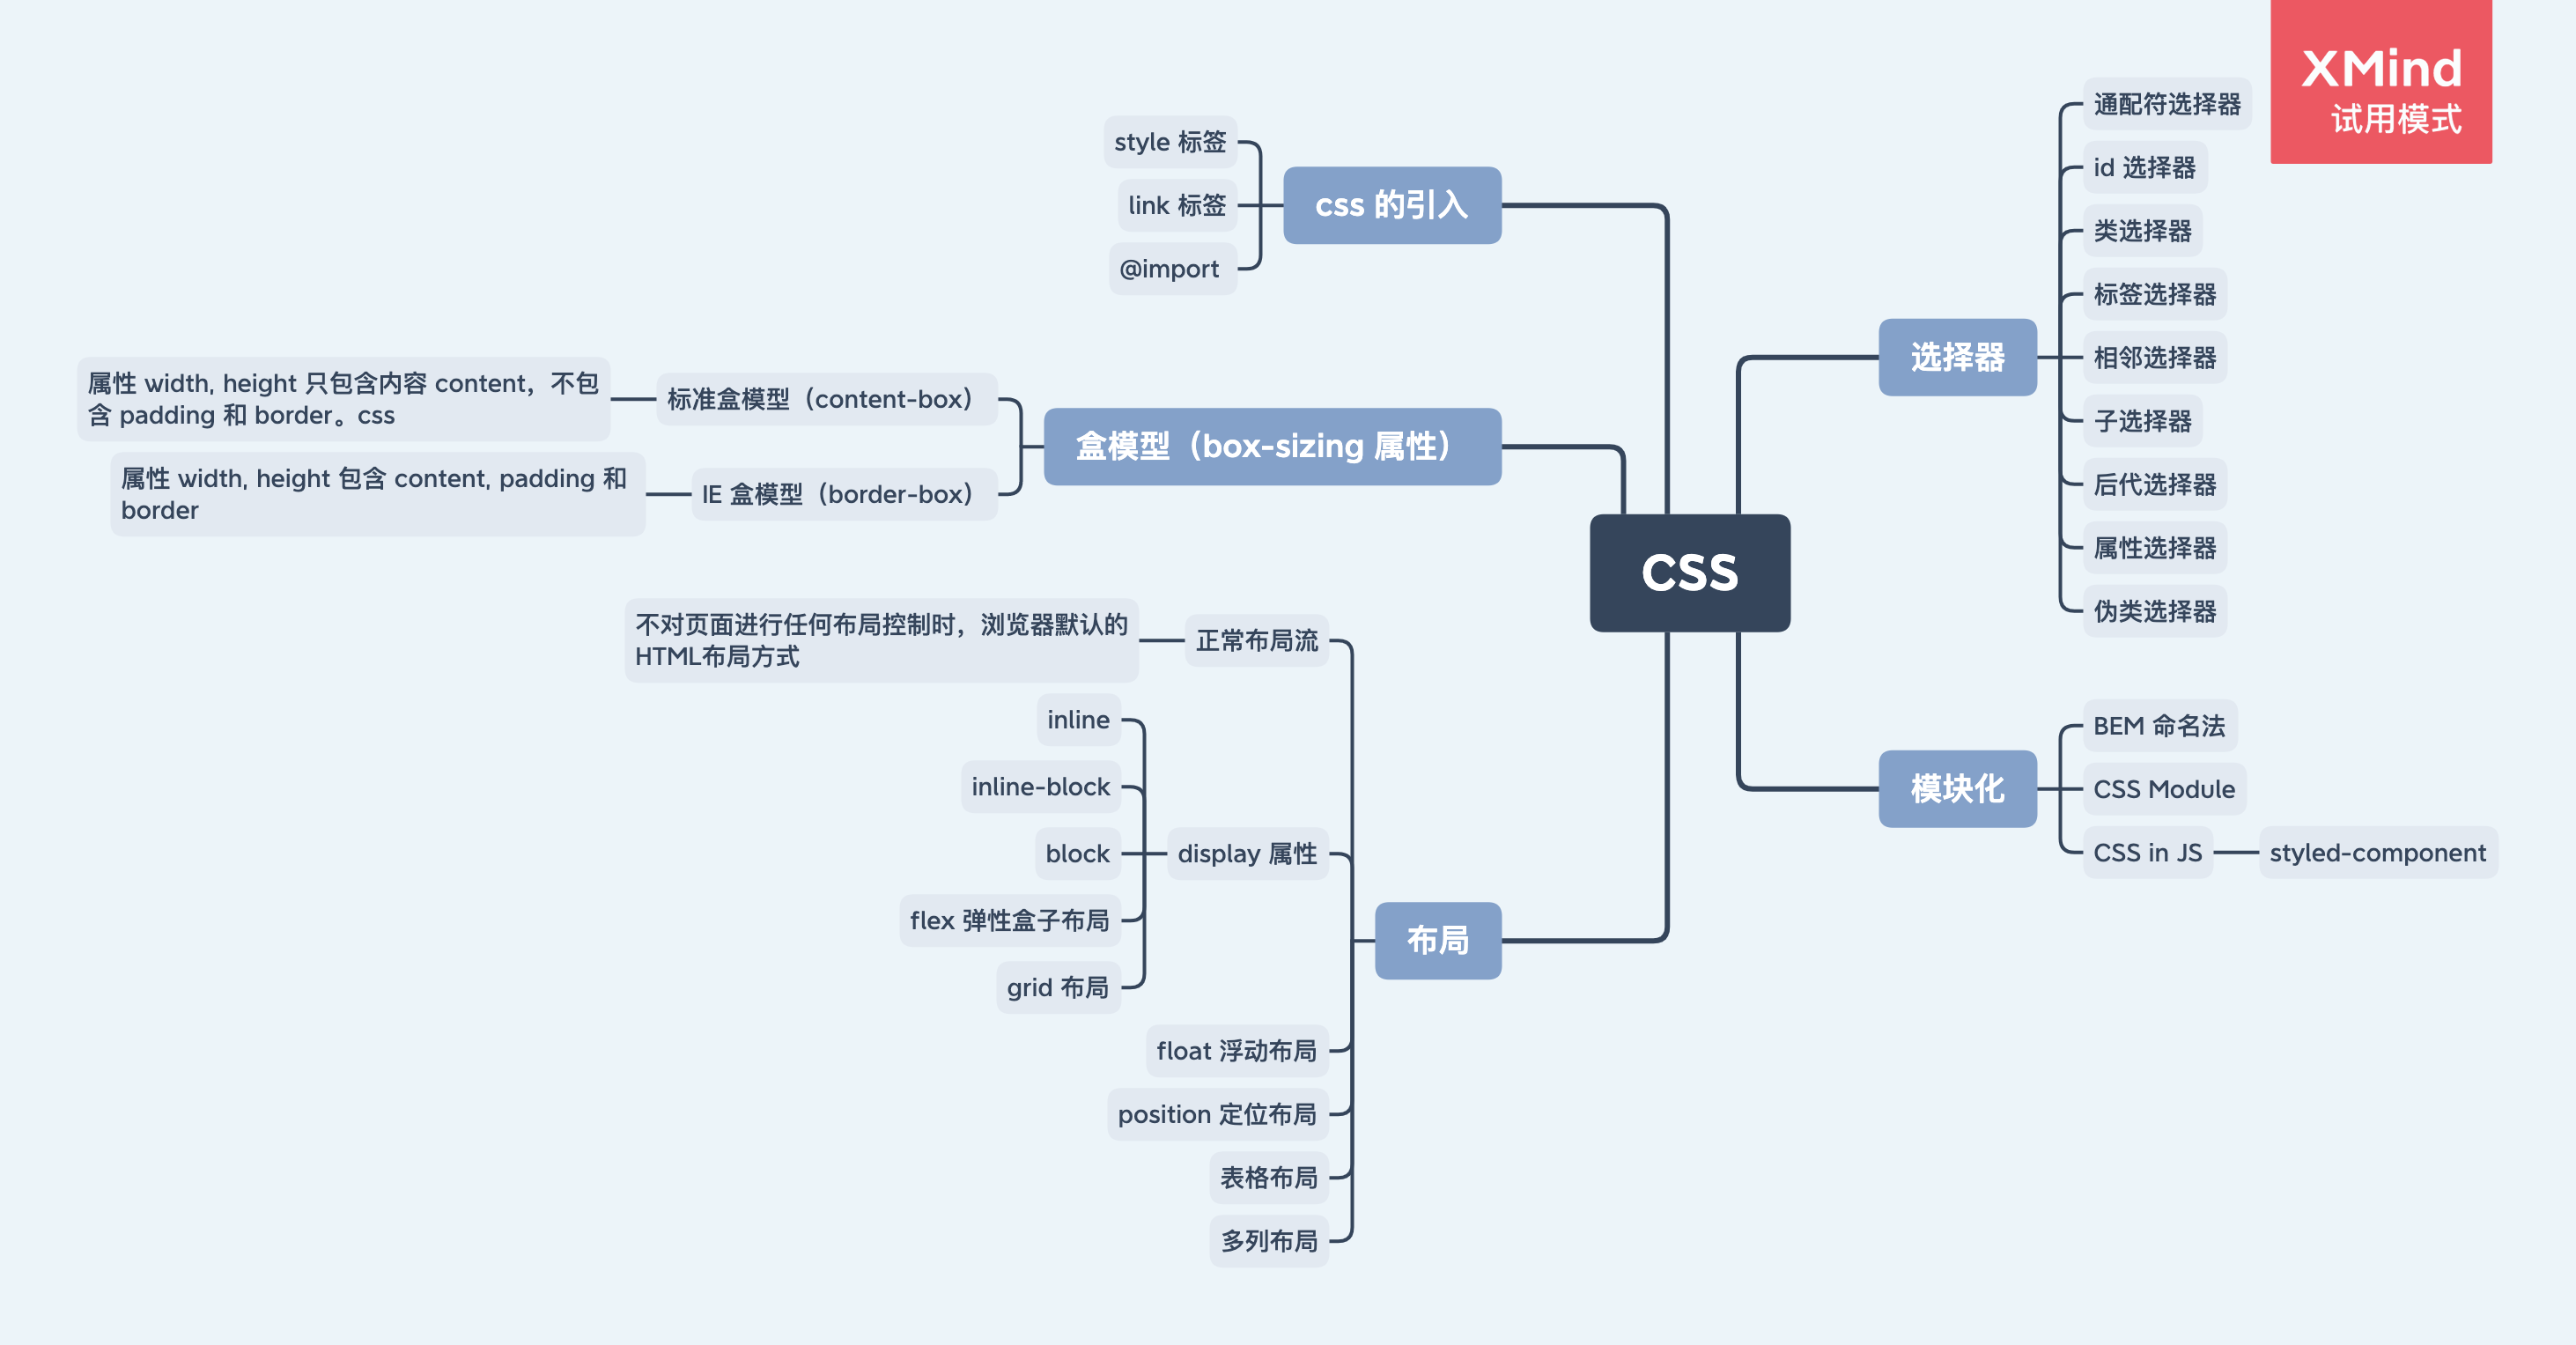 XMind
试用模式
CSS
选择器
通配符选择器
id 选择器
类选择器
标签选择器
相邻选择器
子选择器
后代选择器
属性选择器
伪类选择器
模块化
BEM 命名法
CSS Module
CSS in JS
styled-component
css 的引入
style 标签
link 标签
@import
盒模型（box-sizing 属性）
标准盒模型（content-box）
属性 width, height 只包含内容 content，不包
含 padding 和 border。css
IE 盒模型（border-box）
属性 width, height 包含 content, padding 和
border
布局
正常布局流
不对页面进行任何布局控制时，浏览器默认的
HTML布局方式
display 属性
inline
inline-block
block
flex 弹性盒子布局
grid 布局
float 浮动布局
position 定位布局
表格布局
多列布局